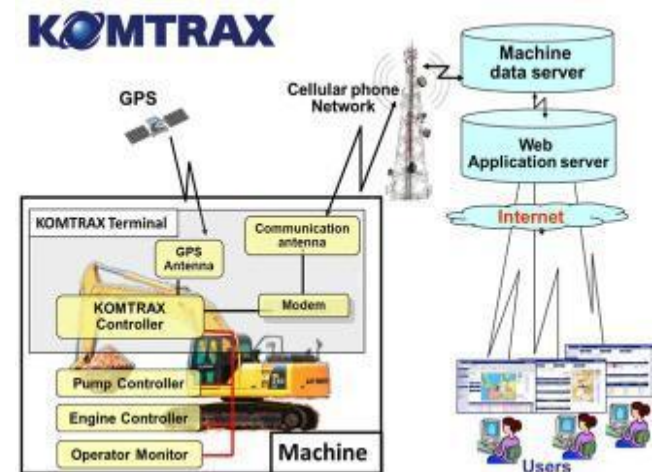 KOMTRAX
GPS
Cellular phone
Network
Machine
data server
Web
Application server
Internet
KOMTRAX Terminal
GPS
Antenna
Communication
antenna
KOMTRAX
Controller
Modem
Pump Controller
Engine Controller
Operator Monitor
Machine
Users